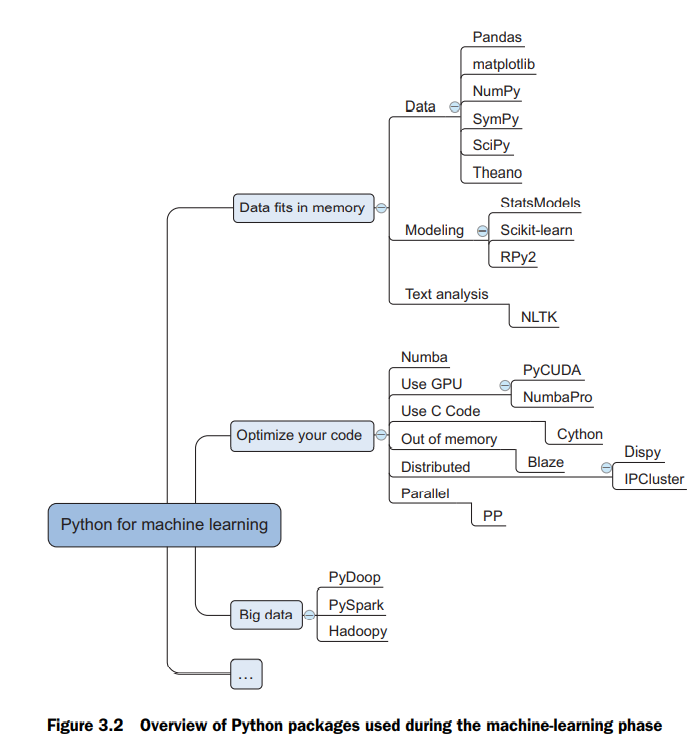 Pandas
matplotlib
NumPy
Data
SymPy
SciPy
Theano
Data fits in memory
StatsModels
Modeling
Scikit-learn
RPy2
Text analysis
NLTK
Numba
PyCUDA
Use GPU
NumbaPro
Use C Code
Optimize your code
Cython
Out of memory
Blaze
Dispy
Distributed
IPCluster
Parallel
PP
Python for machine learning
PyDoop
Big data
PySpark
Hadoopy
...
Figure 3.2 Overview of Python packages used during the machine-learning phase